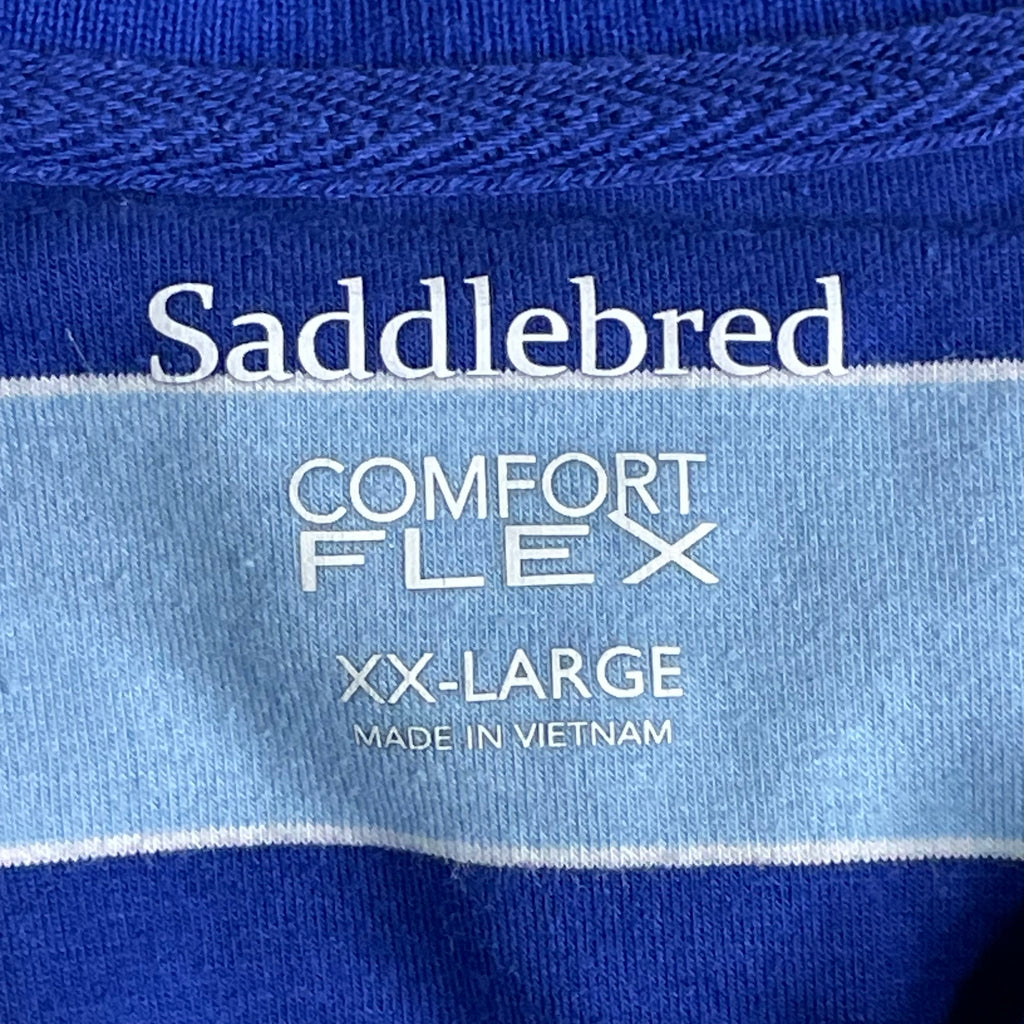 Saddlebred
COMFORT
FLEX
XX-LARGE
MADE IN VIETNAM